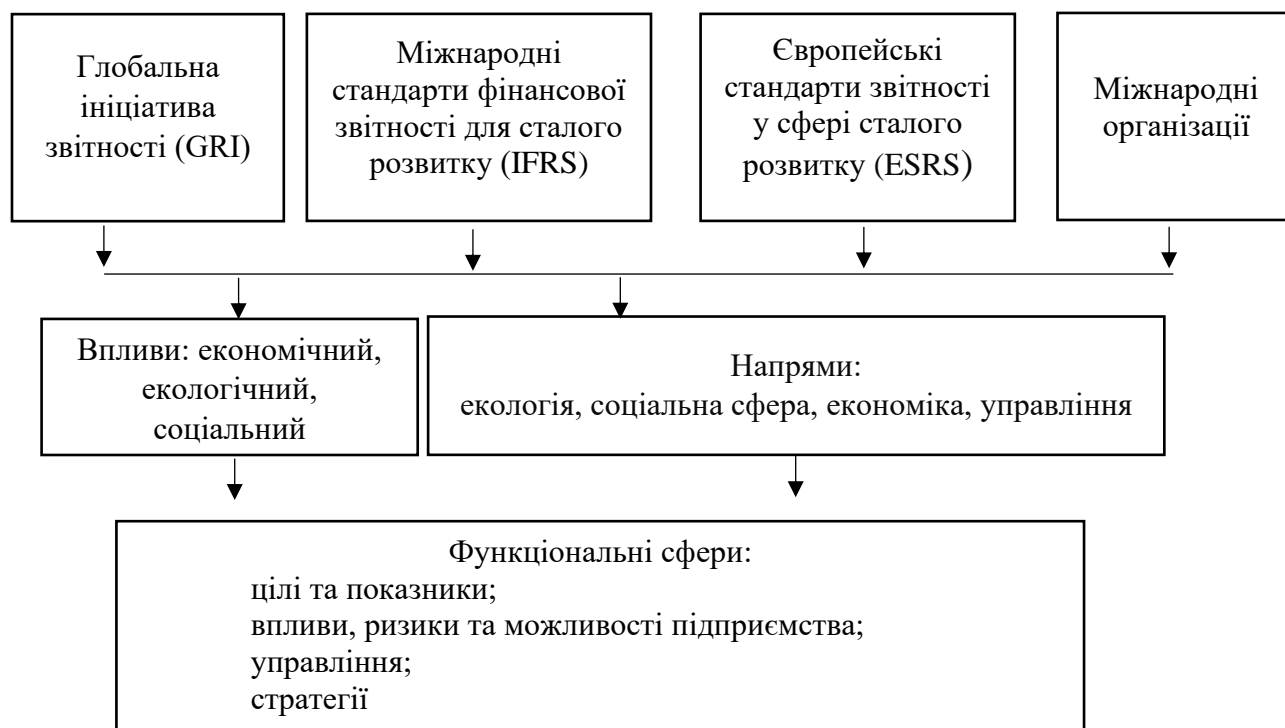 Глобальна
ініціатива
звітності (GRI)
Міжнародні
стандарти фінансової
звітності для сталого
розвитку (IFRS)
Європейські
стандарти звітності
у сфері сталого
розвитку (ESRS)
Міжнародні
організації
Впливи: економічний,
екологічний,
соціальний
Напрями:
екологія, соціальна сфера, економіка, управління
Функціональні сфери:
цілі та показники;
впливи, ризики та можливості підприємства;
управління;
стратегії